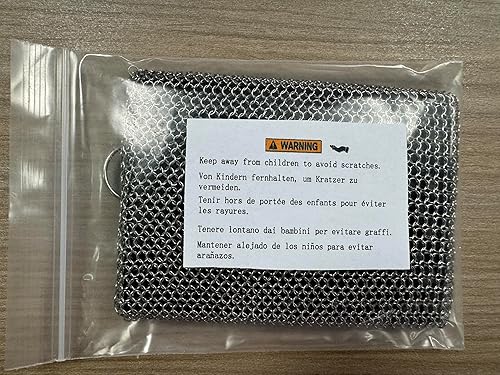 WARNING
Keep away from children to avoid scratches.
Von Kindern fernhalten, um Kratzer zu
vermeiden.
Tenir hors de portée des enfants pour éviter
les rayures.
Tenere lontano dai bambini per evitare graffi.
Mantener alejado de los niños para evitar
arañazos.